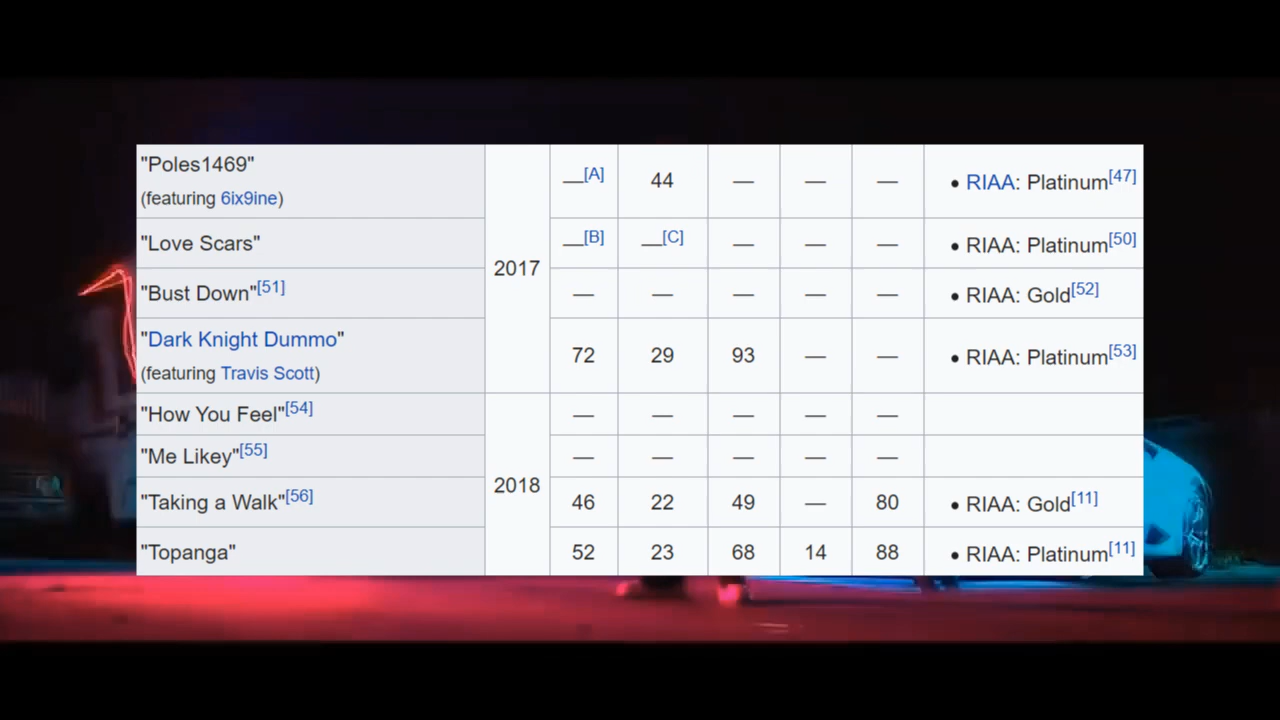 "Poles1469"
(featuring 6ix9ine)
—[A] 44 — — — • RIAA: Platinum[47]
"Love Scars" —[B] —[C] — — — • RIAA: Platinum[50]
2017
"Bust Down"[51] — — — — — • RIAA: Gold[52]
"Dark Knight Dummo"
(featuring Travis Scott)
72 29 93 — — • RIAA: Platinum[53]
"How You Feel"[54] — — — — —
"Me Likey"[55] — — — — —
2018
"Taking a Walk"[56] 46 22 49 — 80 • RIAA: Gold[11]
"Topanga" 52 23 68 14 88 • RIAA: Platinum[11]